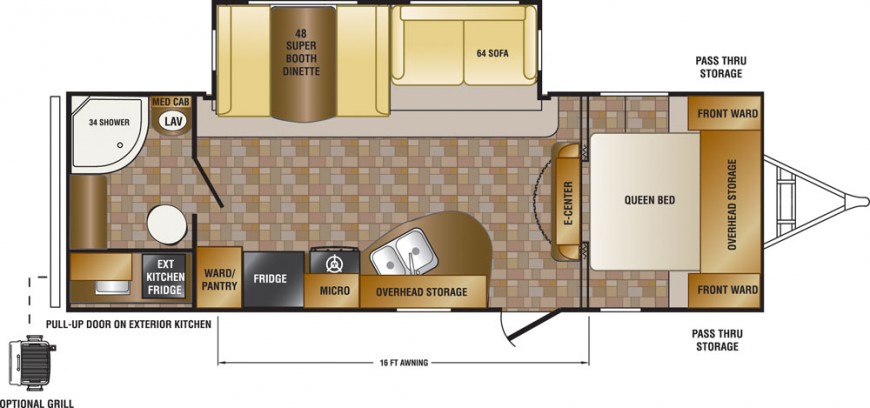 48
SUPER
BOOTH
DINETTE
64 SOFA
PASS THRU
STORAGE
MED CAB
LAV
34 SHOWER
FRONT WARD
E-CENTER
QUEEN BED
OVERHEAD STORAGE
EXT
KITCHEN
FRIDGE
WARD/
PANTRY
FRIDGE
MICRO
OVERHEAD STORAGE
FRONT WARD
PULL-UP DOOR ON EXTERIOR KITCHEN
PASS THRU
STORAGE
16 FT AWNING
OPTIONAL GRILL